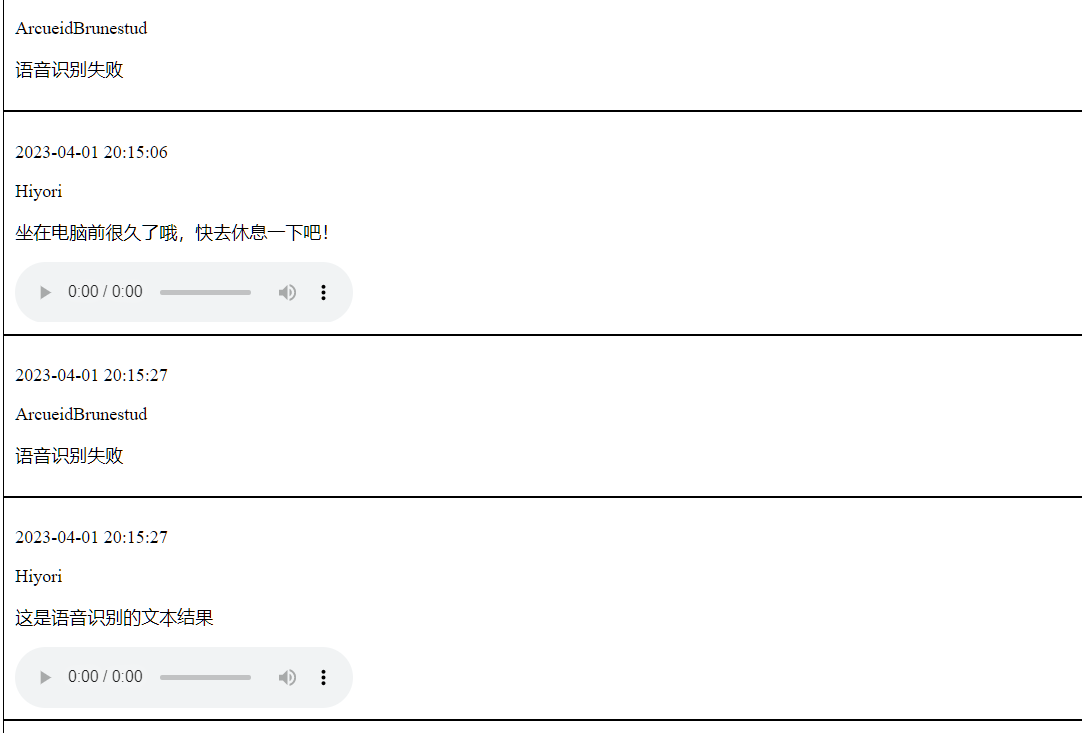 ArcueidBrunestud
语音识别失败
2023-04-01 20:15:06
Hiyori
坐在电脑前很久了哦，快去休息一下吧！
0:00 / 0:00
2023-04-01 20:15:27
ArcueidBrunestud
语音识别失败
2023-04-01 20:15:27
Hiyori
这是语音识别的文本结果
0:00 / 0:00